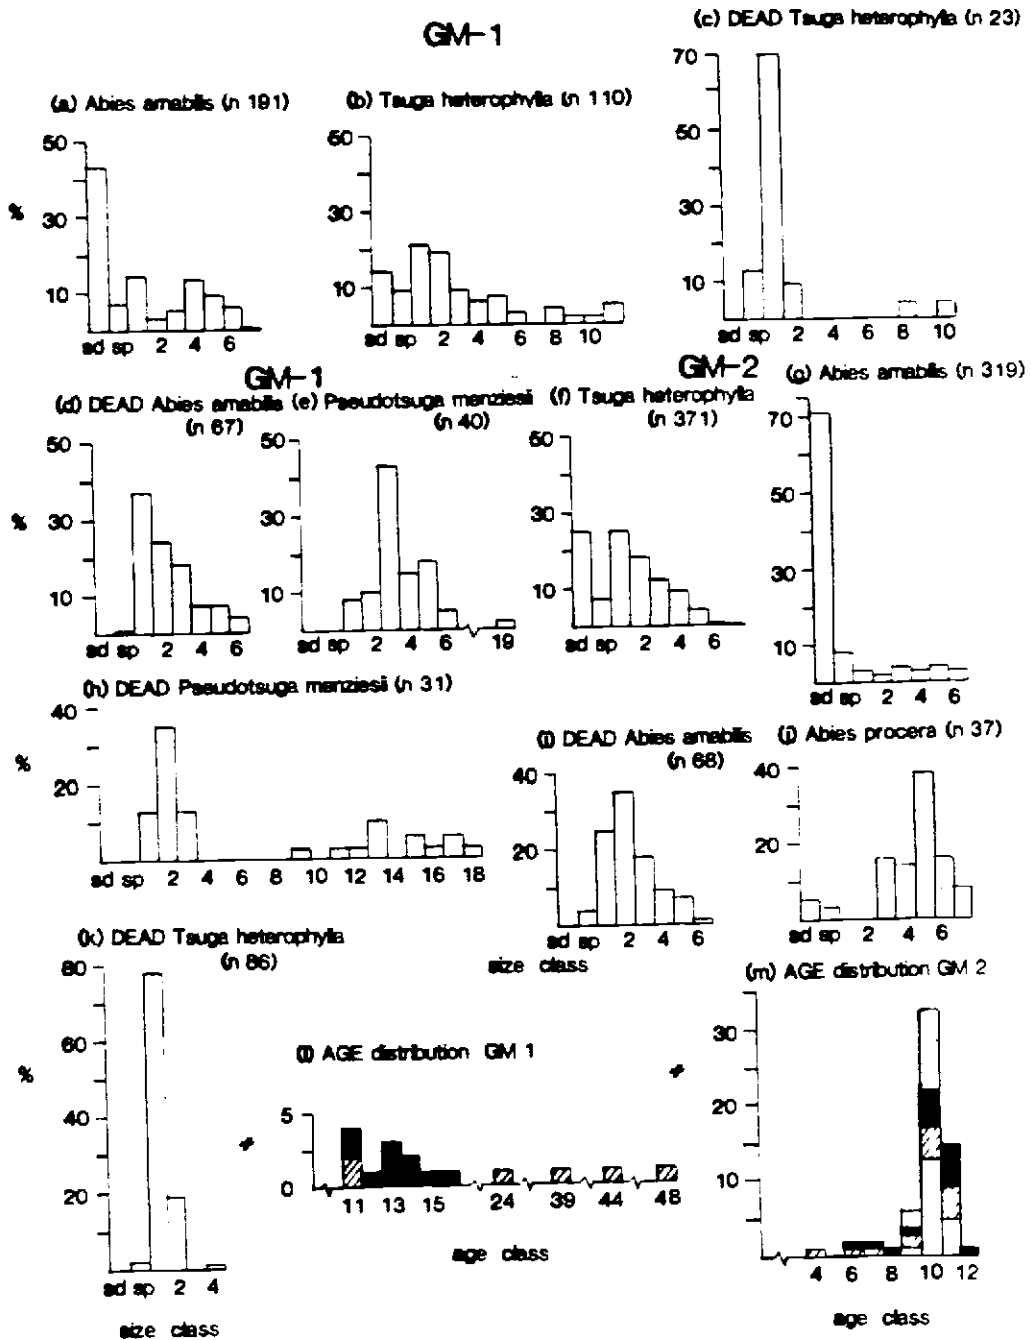 GM-1
(c) DEAD Tsuga heterophylla (n 23)
(a) Abies amabilis (n 191)
(b) Tsuga heterophylla (n 110)
%
50
30
10
sd sp 2 4 6
50
30
10
sd sp 2 4 6 8 10
70
50
30
10
sd sp 2 4 6 8 10
GM-1
GM-2
(d) DEAD Abies amabilis
(n 67)
(e) Pseudotsuga menziesii
(n 40)
(f) Tsuga heterophylla
(n 371)
(g) Abies amabilis (n 319)
%
50
30
10
sd sp 2 4 6
50
30
10
sd sp 2 4 6 19
50
30
10
sd sp 2 4 6
70
50
30
10
sd sp 2 4 6
(h) DEAD Pseudotsuga menziesii (n 31)
%
40
20
sd sp 2 4 6 8 10 12 14 16 18
(i) DEAD Abies amabilis
(n 68)
40
20
sd sp 2 4 6
size class
(j) Abies procera (n 37)
40
20
sd sp 2 4 6
(k) DEAD Tsuga heterophylla
(n 86)
%
80
60
40
20
sd sp 2 4
size class
(l) AGE distribution GM 1
#
5
0
11 13 15 24 39 44 48
age class
(m) AGE distribution GM 2
#
30
20
10
4 6 8 10 12
age class